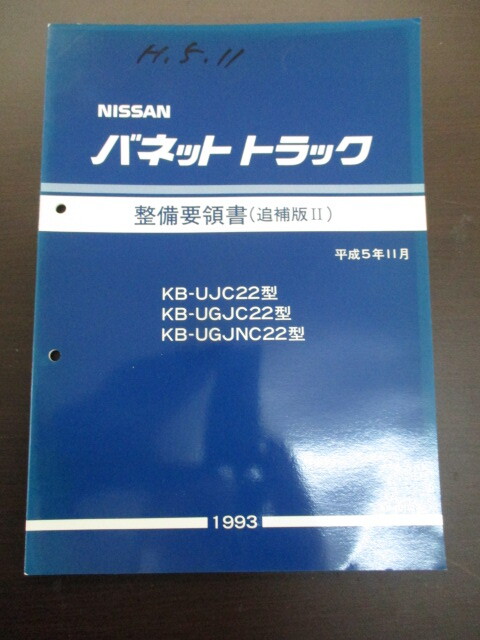 H.5.11
NISSAN
バネット トラック
整備要領書(追補版Ⅱ)
平成5年11月
KB-UJC22型
KB-UGJC22型
KB-UGJNC22型
1993